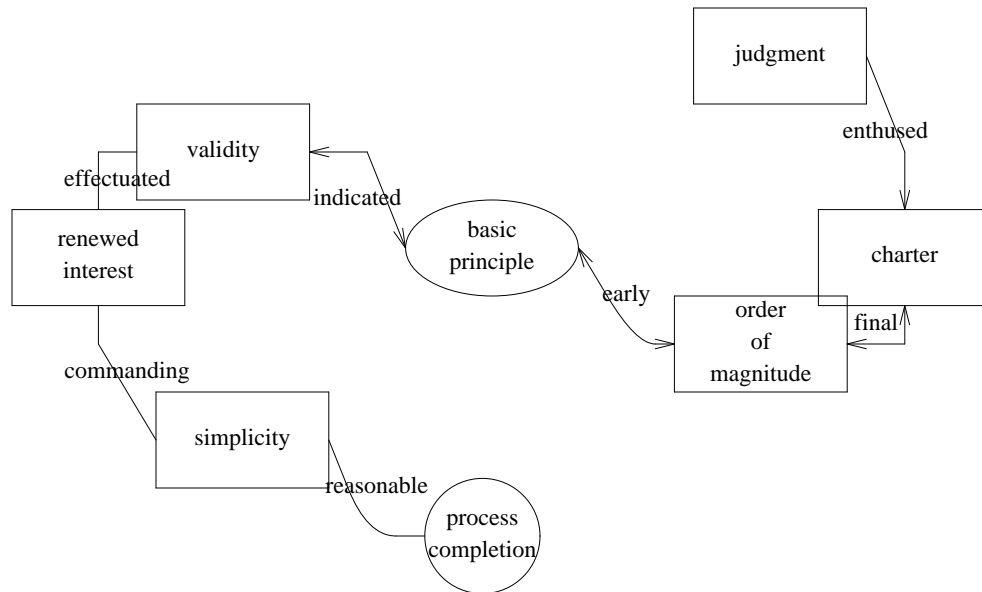 judgment
enthused
validity
effectuated
indicated
renewed
interest
basic
principle
charter
early
order
of
magnitude
final
commanding
simplicity
reasonable
process
completion